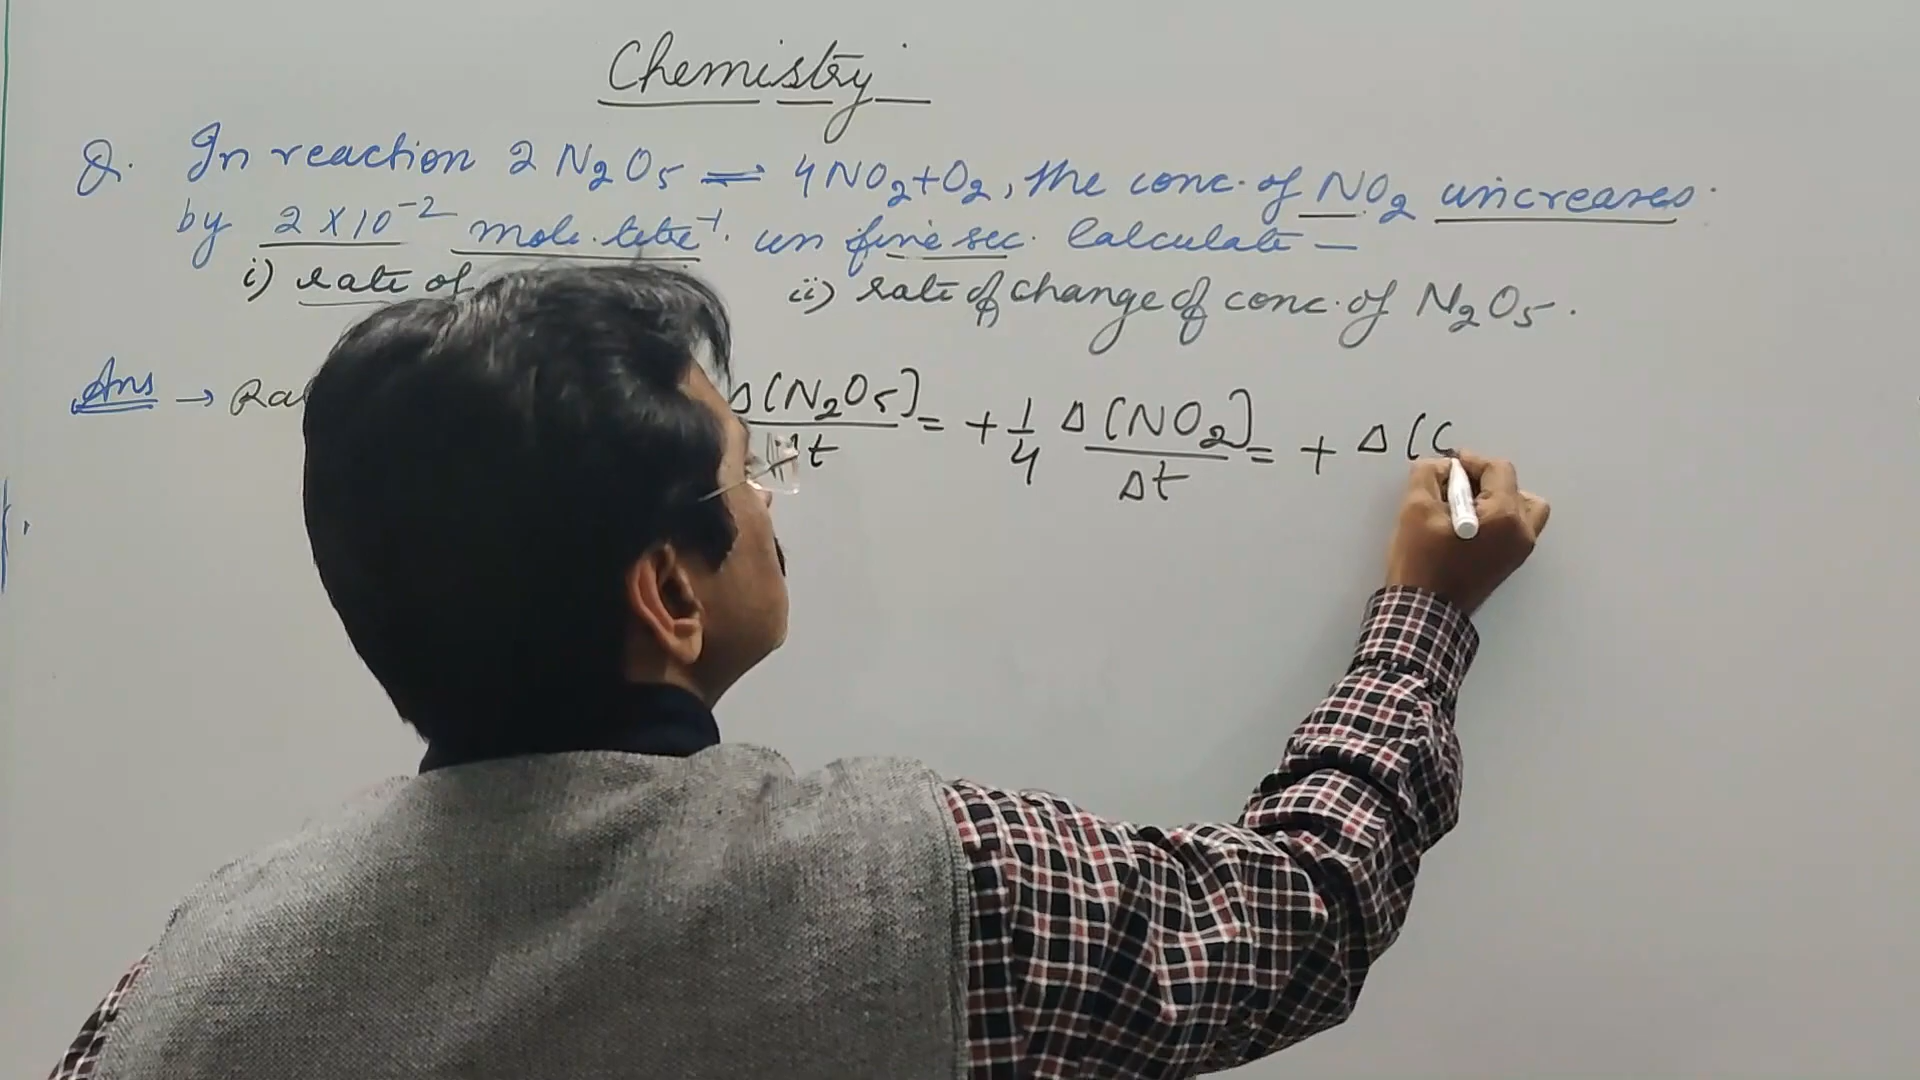 Chemistry
Q. In reaction 2 N₂O₅ ⇌ 4NO₂+O₂, the conc. of NO₂ increases
by 2 X 10⁻² mole litre⁻¹ in five sec. Calculate —
i) rate of ii) rate of change of conc. of N₂O₅.
Ans → Δ[N₂O₅]/Δt = +1/4 Δ[NO₂]/Δt = + Δ[